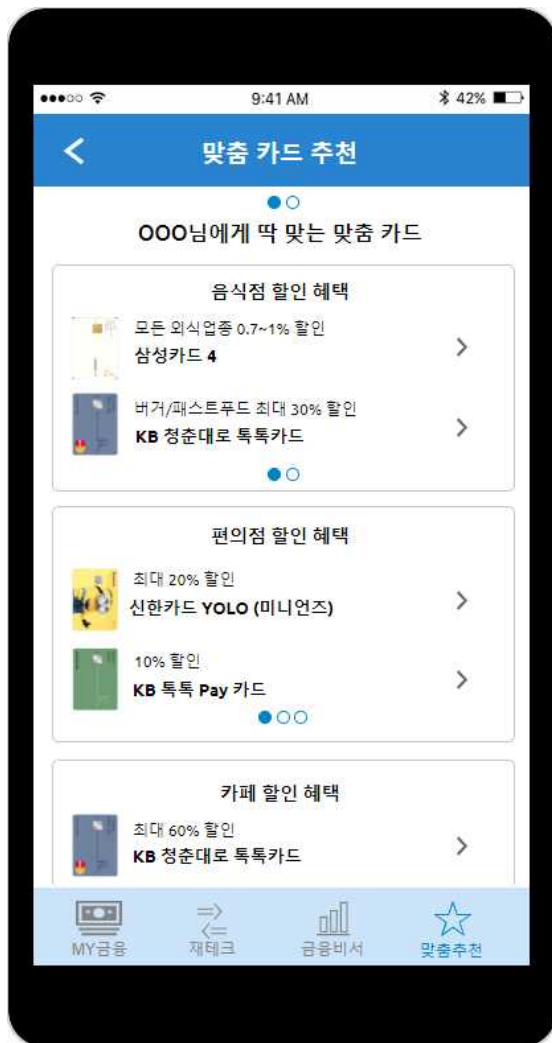 9:41 AM
42%
맞춤 카드 추천
OOO님에게 딱 맞는 맞춤 카드
음식점 할인 혜택
모든 외식업종 0.7~1% 할인
삼성카드 4
버거/패스트푸드 최대 30% 할인
KB 청춘대로 톡톡카드
편의점 할인 혜택
최대 20% 할인
신한카드 YOLO (미니언즈)
10% 할인
KB 톡톡 Pay 카드
카페 할인 혜택
최대 60% 할인
KB 청춘대로 톡톡카드
MY금융
재테크
금융비서
맞춤추천